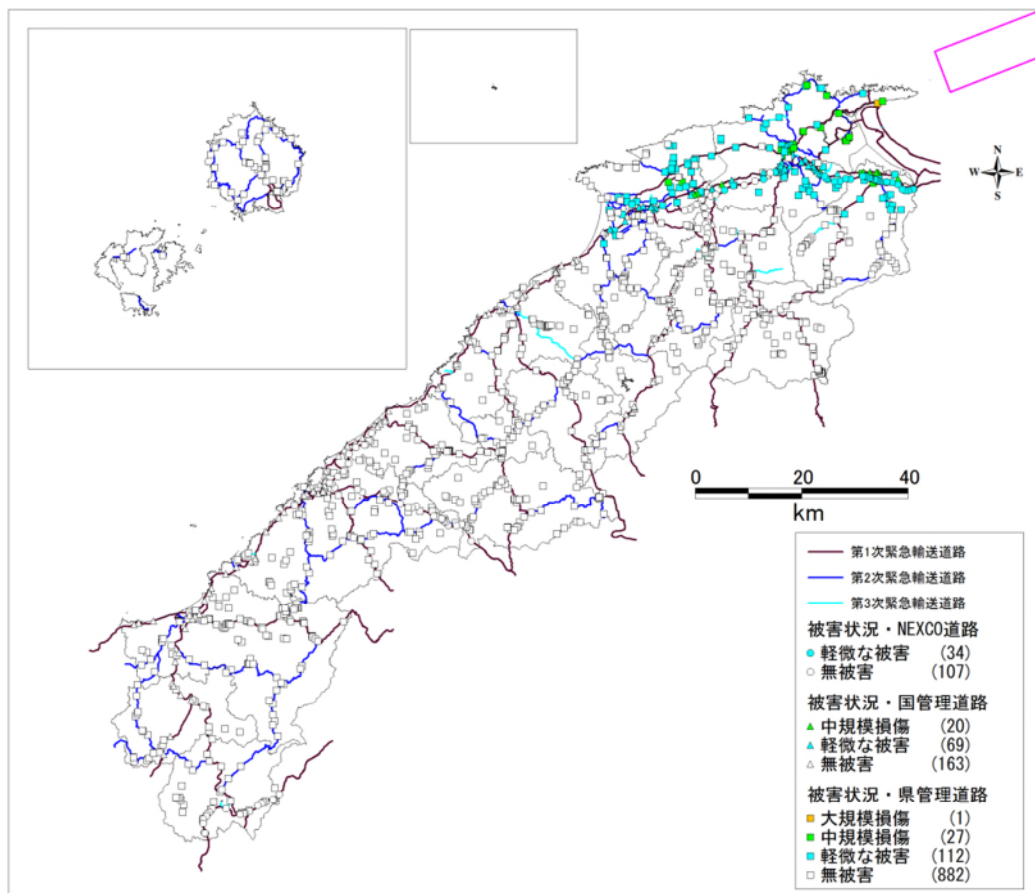 N
W E
S
0 20 40
km
第1次緊急輸送道路
第2次緊急輸送道路
第3次緊急輸送道路
被害状況・NEXCO道路
軽微な被害 (34)
無被害 (107)
被害状況・国管理道路
中規模損傷 (20)
軽微な被害 (69)
無被害 (163)
被害状況・県管理道路
大規模損傷 (1)
中規模損傷 (27)
軽微な被害 (112)
無被害 (882)